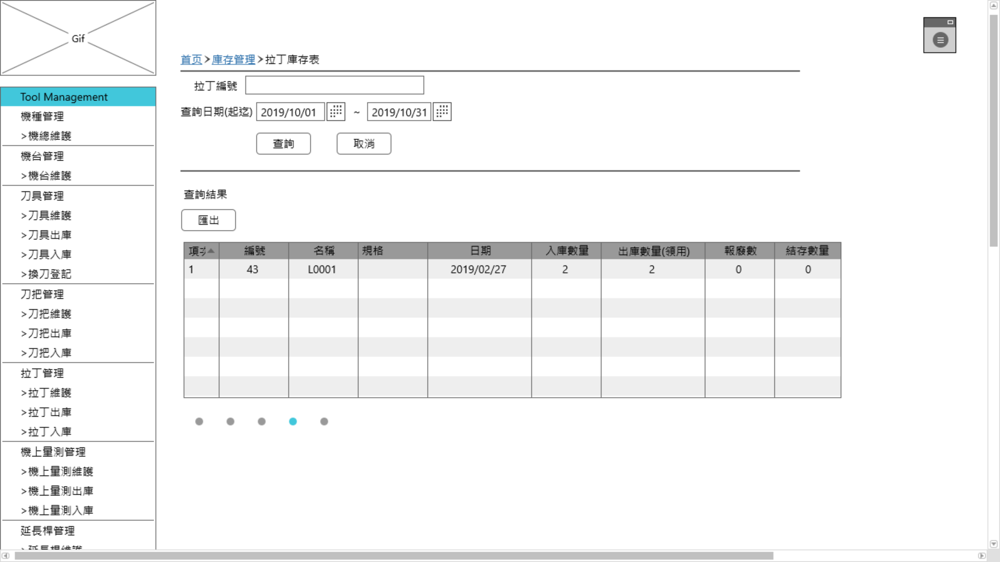 Gif
Tool Management
機種管理
>機總維護
機台管理
>機台維護
刀具管理
>刀具維護
>刀具出庫
>刀具入庫
>換刀登記
刀把管理
>刀把維護
>刀把出庫
>刀把入庫
拉丁管理
>拉丁維護
>拉丁出庫
>拉丁入庫
機上量測管理
>機上量測維護
>機上量測出庫
>機上量測入庫
延長桿管理
>延長桿維護
首页>庫存管理>拉丁庫存表
拉丁編號
查詢日期(起迄) 2019/10/01 ~ 2019/10/31
查詢 取消
查詢結果
匯出
項 編號 名稱 規格 日期 入庫數量 出庫數量(領用) 報廢數 結存數量
1 43 L0001 2019/02/27 2 2 0 0